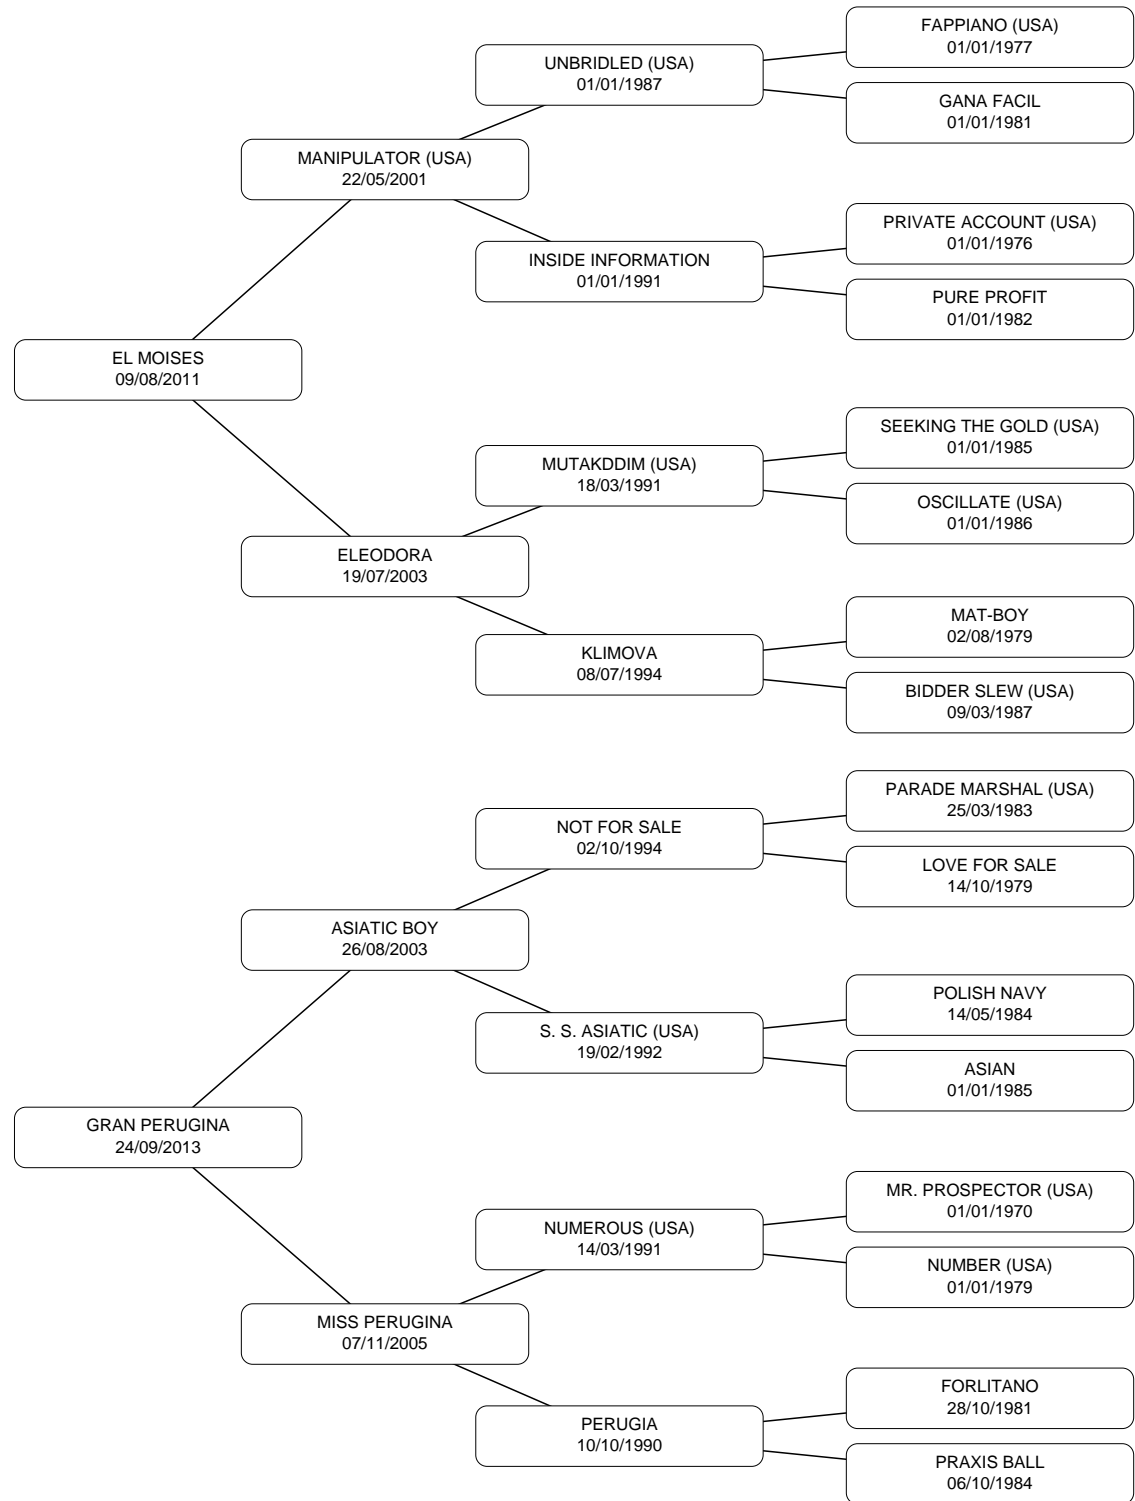 FAPPIANO (USA)
01/01/1977
UNBRIDLED (USA)
01/01/1987
GANA FACIL
01/01/1981
MANIPULATOR (USA)
22/05/2001
PRIVATE ACCOUNT (USA)
01/01/1976
INSIDE INFORMATION
01/01/1991
PURE PROFIT
01/01/1982
EL MOISES
09/08/2011
SEEKING THE GOLD (USA)
01/01/1985
MUTAKDDIM (USA)
18/03/1991
OSCILLATE (USA)
01/01/1986
ELEODORA
19/07/2003
MAT-BOY
02/08/1979
KLIMOVA
08/07/1994
BIDDER SLEW (USA)
09/03/1987
PARADE MARSHAL (USA)
25/03/1983
NOT FOR SALE
02/10/1994
LOVE FOR SALE
14/10/1979
ASIATIC BOY
26/08/2003
POLISH NAVY
14/05/1984
S. S. ASIATIC (USA)
19/02/1992
ASIAN
01/01/1985
GRAN PERUGINA
24/09/2013
MR. PROSPECTOR (USA)
01/01/1970
NUMEROUS (USA)
14/03/1991
NUMBER (USA)
01/01/1979
MISS PERUGINA
07/11/2005
FORLITANO
28/10/1981
PERUGIA
10/10/1990
PRAXIS BALL
06/10/1984